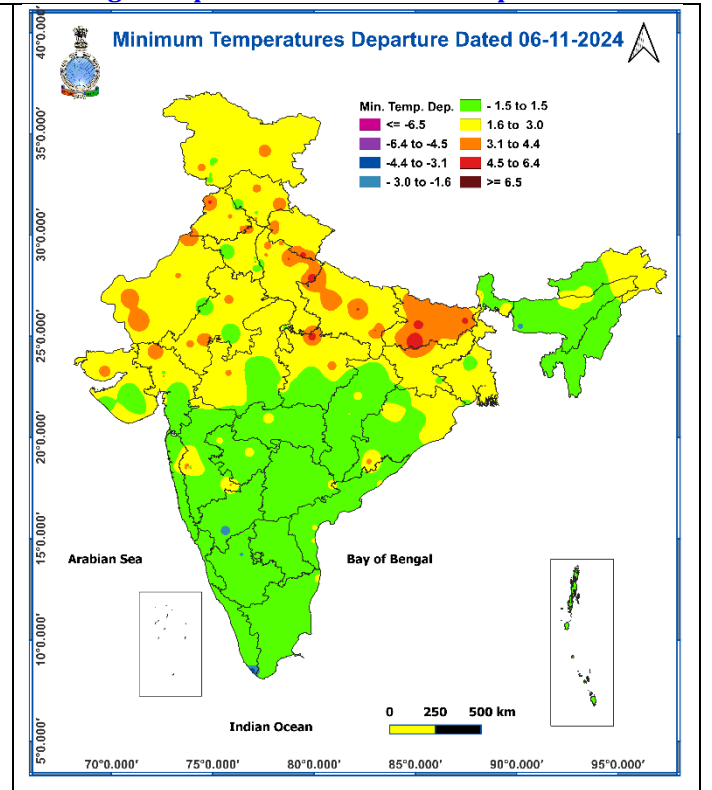 Minimum Temperatures Departure Dated 06-11-2024
Min. Temp. Dep.
<= -6.5
-6.4 to -4.5
-4.4 to -3.1
- 3.0 to -1.6
- 1.5 to 1.5
1.6 to 3.0
3.1 to 4.4
4.5 to 6.4
>= 6.5
40°0.000'
35°0.000'
30°0.000'
25°0.000'
20°0.000'
15°0.000'
10°0.000'
5°0.000'
Arabian Sea
Bay of Bengal
Indian Ocean
0 250 500 km
70°0.000' 75°0.000' 80°0.000' 85°0.000' 90°0.000' 95°0.000'